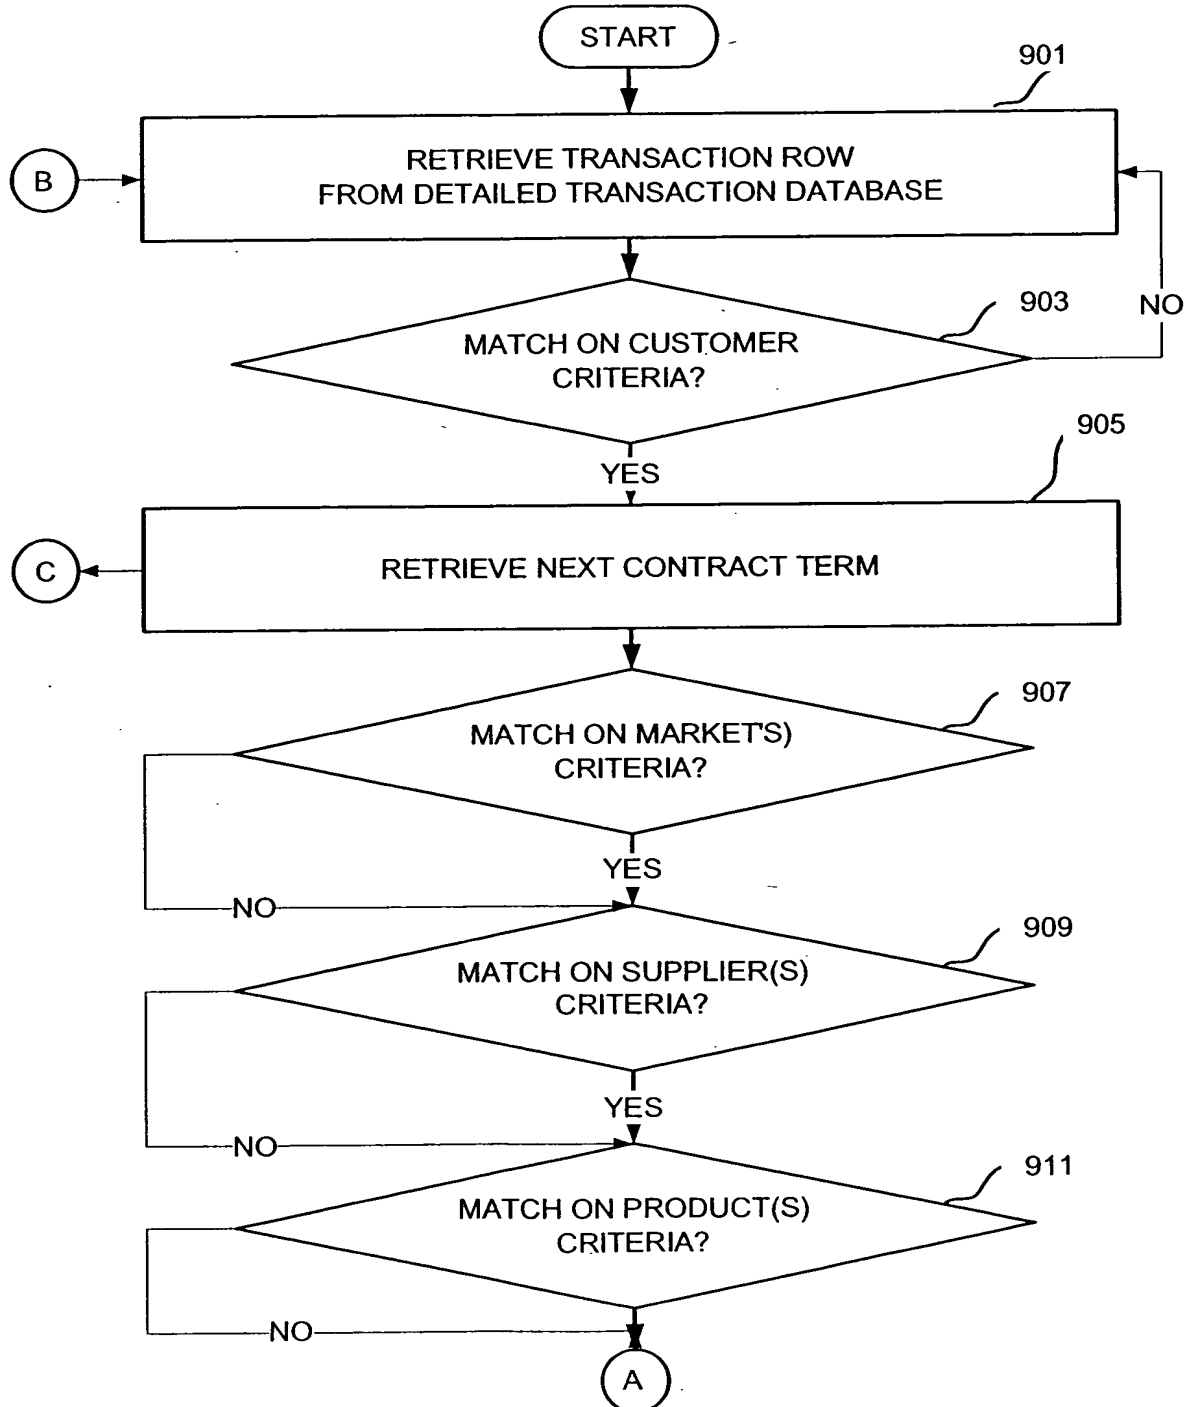 START
901
B
RETRIEVE TRANSACTION ROW
FROM DETAILED TRANSACTION DATABASE
903
NO
MATCH ON CUSTOMER
CRITERIA?
905
YES
C
RETRIEVE NEXT CONTRACT TERM
907
MATCH ON MARKET'S)
CRITERIA?
YES
NO
909
MATCH ON SUPPLIER(S)
CRITERIA?
YES
NO
911
MATCH ON PRODUCT(S)
CRITERIA?
NO
A